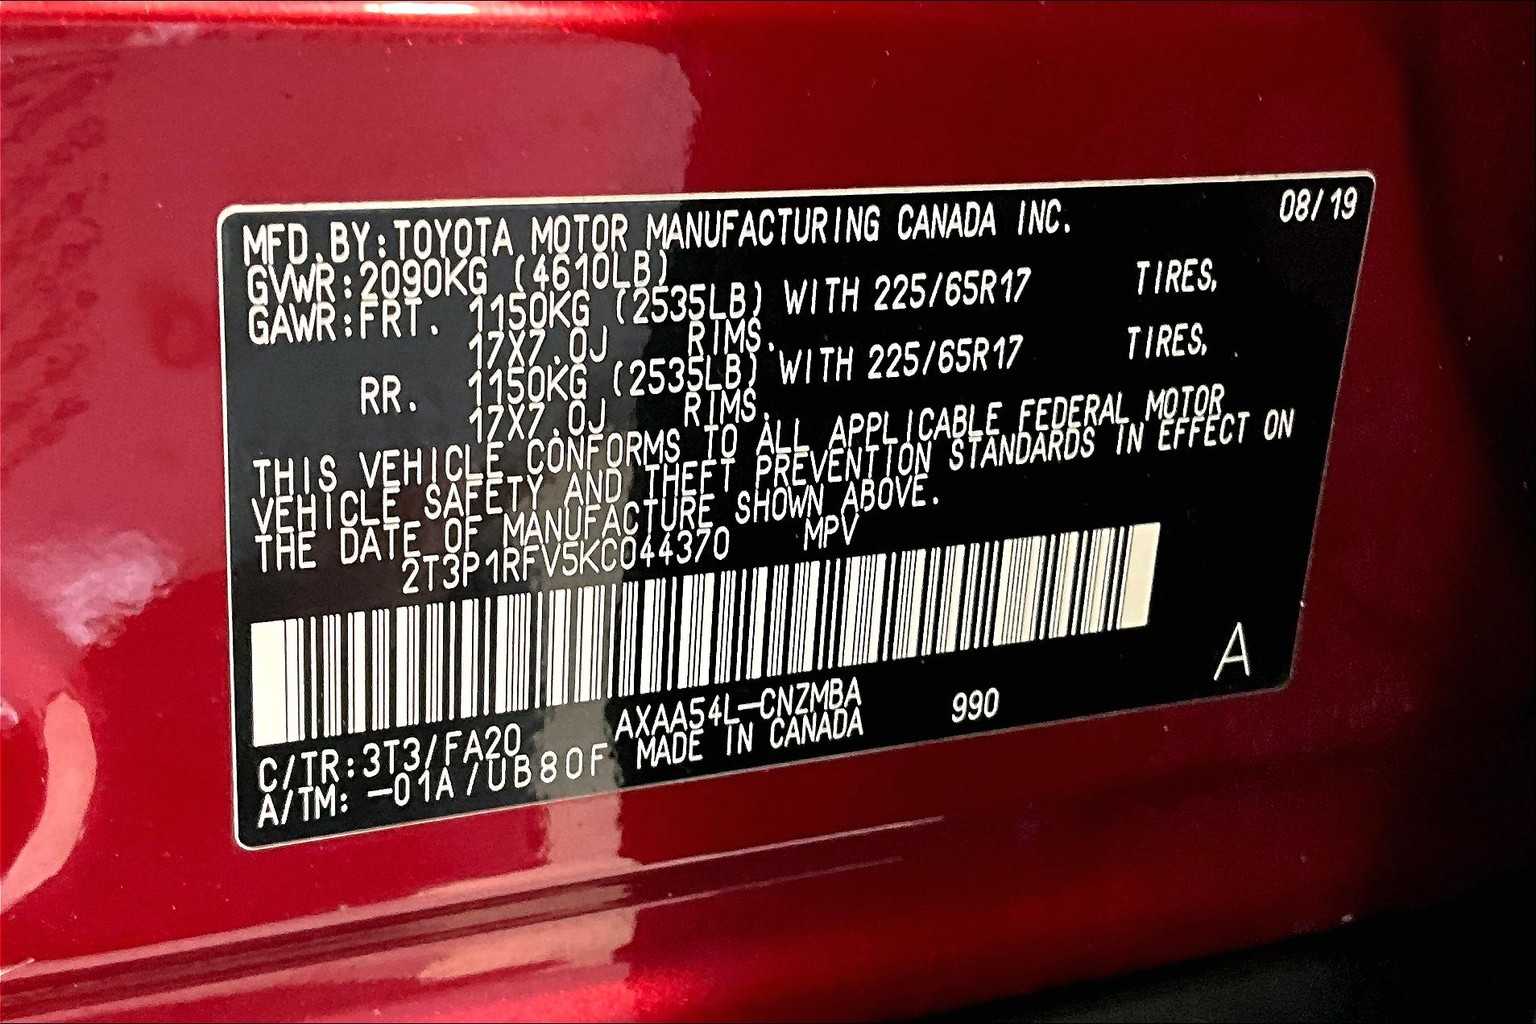 MFD.BY:TOYOTA MOTOR MANUFACTURING CANADA INC. 08/19
GVWR:2090KG (4610LB)
GAWR:FRT. 1150KG (2535LB) WITH 225/65R17 TIRES,
17X7.0J RIMS.
RR. 1150KG (2535LB) WITH 225/65R17 TIRES,
17X7.0J RIMS.
THIS VEHICLE CONFORMS TO ALL APPLICABLE FEDERAL MOTOR
VEHICLE SAFETY AND THEFT PREVENTION STANDARDS IN EFFECT ON
THE DATE OF MANUFACTURE SHOWN ABOVE.
2T3P1RFV5KC044370 MPV
A
C/TR:3T3/FA20 AXAA54L-CNZMBA 990
A/TM: -01A/UB80F MADE IN CANADA